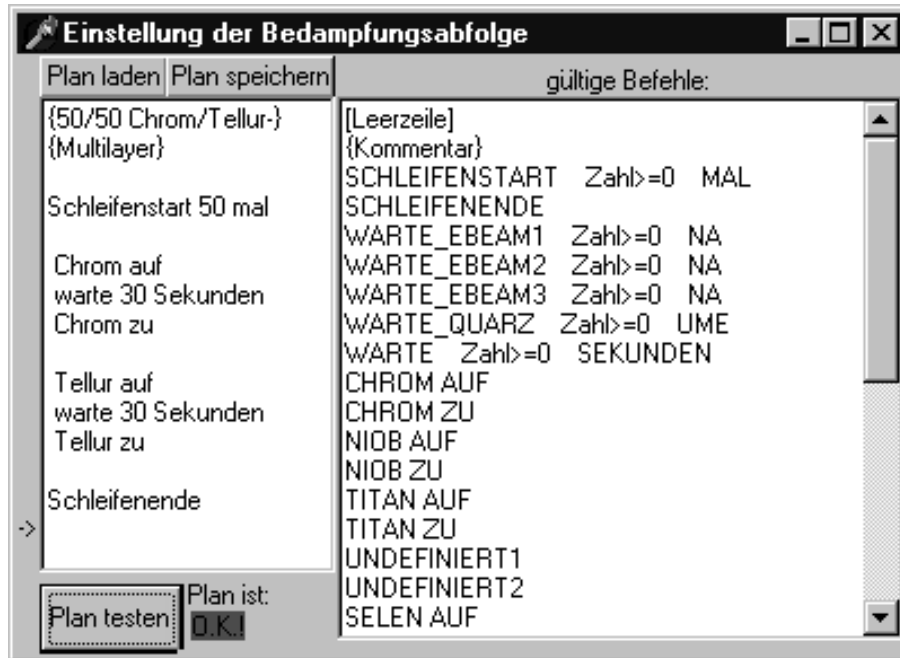 Einstellung der Bedampfungsabfolge
Plan laden Plan speichern
gültige Befehle:
{50/50 Chrom/Tellur-}
{Multilayer}
Schleifenstart 50 mal
Chrom auf
warte 30 Sekunden
Chrom zu
Tellur auf
warte 30 Sekunden
Tellur zu
Schleifenende
->
[Leerzeile]
{Kommentar}
SCHLEIFENSTART Zahl>=0 MAL
SCHLEIFENENDE
WARTE_EBEAM1 Zahl>=0 NA
WARTE_EBEAM2 Zahl>=0 NA
WARTE_EBEAM3 Zahl>=0 NA
WARTE_QUARZ Zahl>=0 UME
WARTE Zahl>=0 SEKUNDEN
CHROM AUF
CHROM ZU
NIOB AUF
NIOB ZU
TITAN AUF
TITAN ZU
UNDEFINIERT1
UNDEFINIERT2
SELEN AUF
Plan testen
Plan ist:
O.K.!